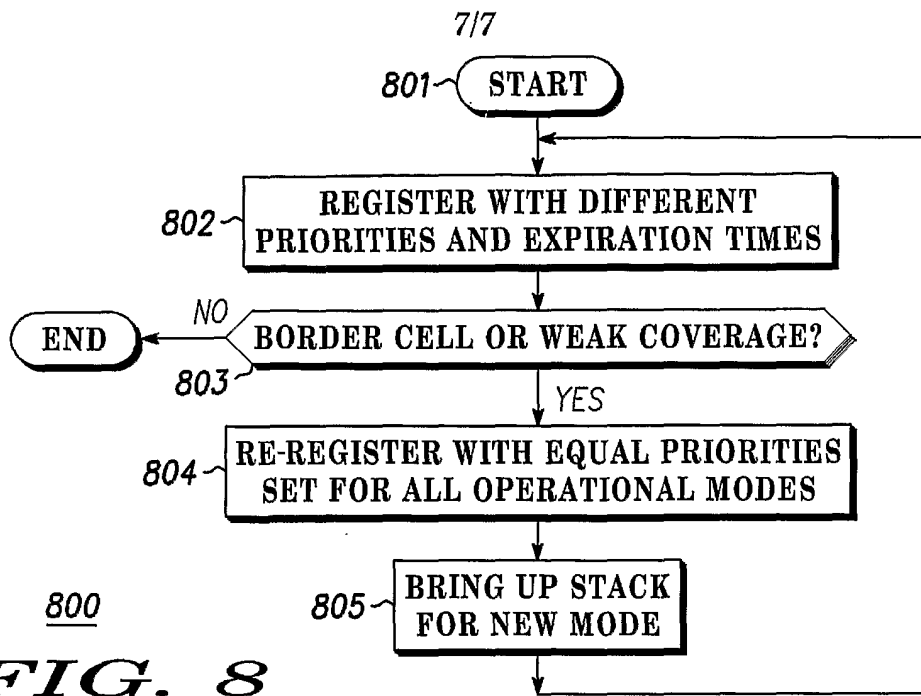 7/7
801
START
802
REGISTER WITH DIFFERENT
PRIORITIES AND EXPIRATION TIMES
END
NO
BORDER CELL OR WEAK COVERAGE?
803
YES
804
RE-REGISTER WITH EQUAL PRIORITIES
SET FOR ALL OPERATIONAL MODES
805
BRING UP STACK
FOR NEW MODE
800
FIG. 8